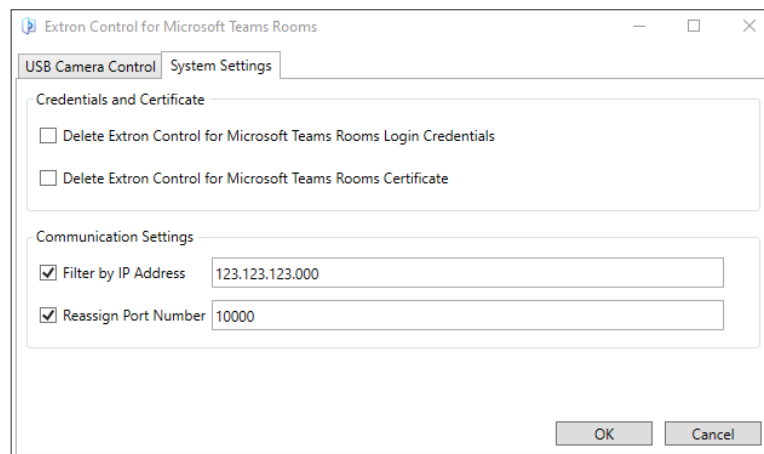 Extron Control for Microsoft Teams Rooms
USB Camera Control System Settings
Credentials and Certificate
Delete Extron Control for Microsoft Teams Rooms Login Credentials
Delete Extron Control for Microsoft Teams Rooms Certificate
Communication Settings
Filter by IP Address 123.123.123.000
Reassign Port Number 10000
OK Cancel